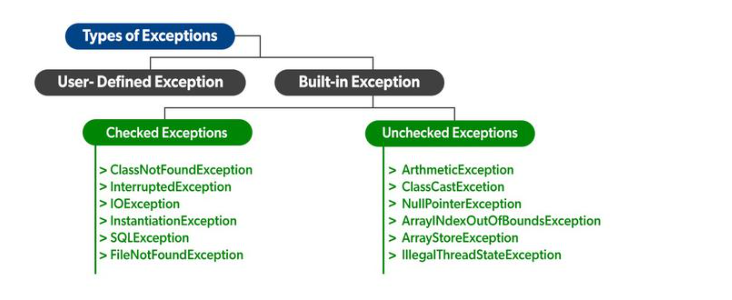 Types of Exceptions
User- Defined Exception
Built-in Exception
Checked Exceptions
> ClassNotFoundException
> InterruptedException
> IOException
> InstantiationException
> SQLException
> FileNotFoundException
Unchecked Exceptions
> ArthmeticException
> ClassCastExcetion
> NullPointerException
> ArrayINdexOutOfBoundsException
> ArrayStoreException
> IllegalThreadStateException